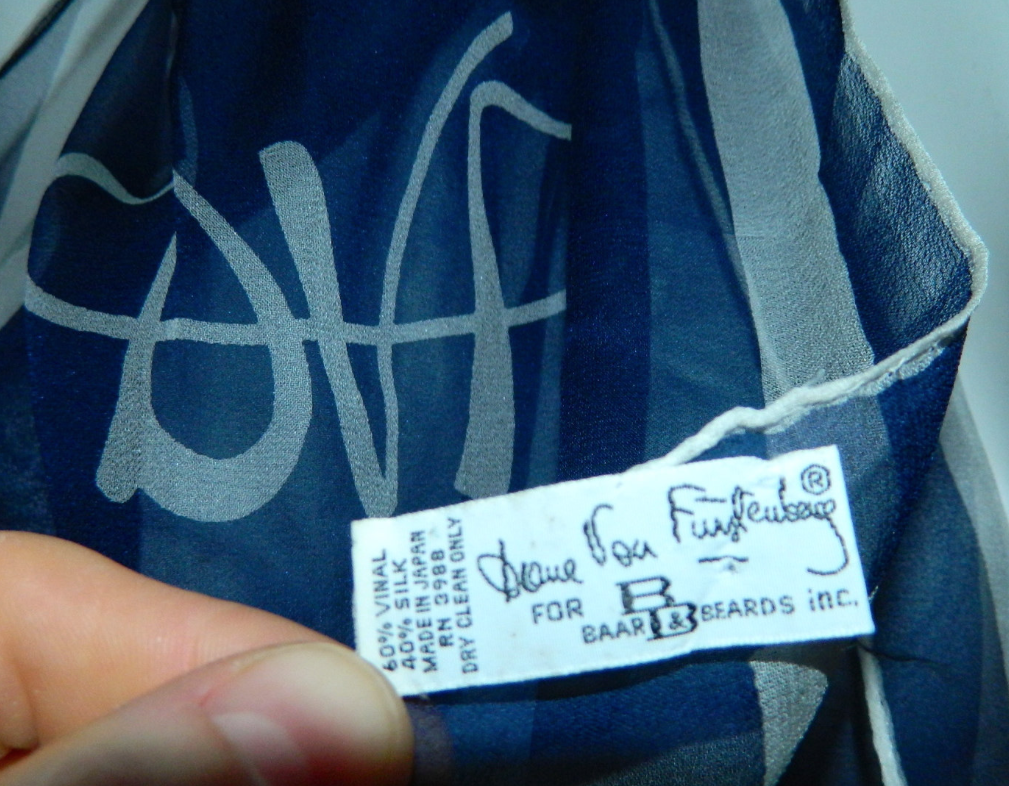 DVF
Diane Von Furstenberg ®
FOR B & B
BAAR & BEARDS inc.
60% VINAL
40% SILK
MADE IN JAPAN
RN 3988
DRY CLEAN ONLY